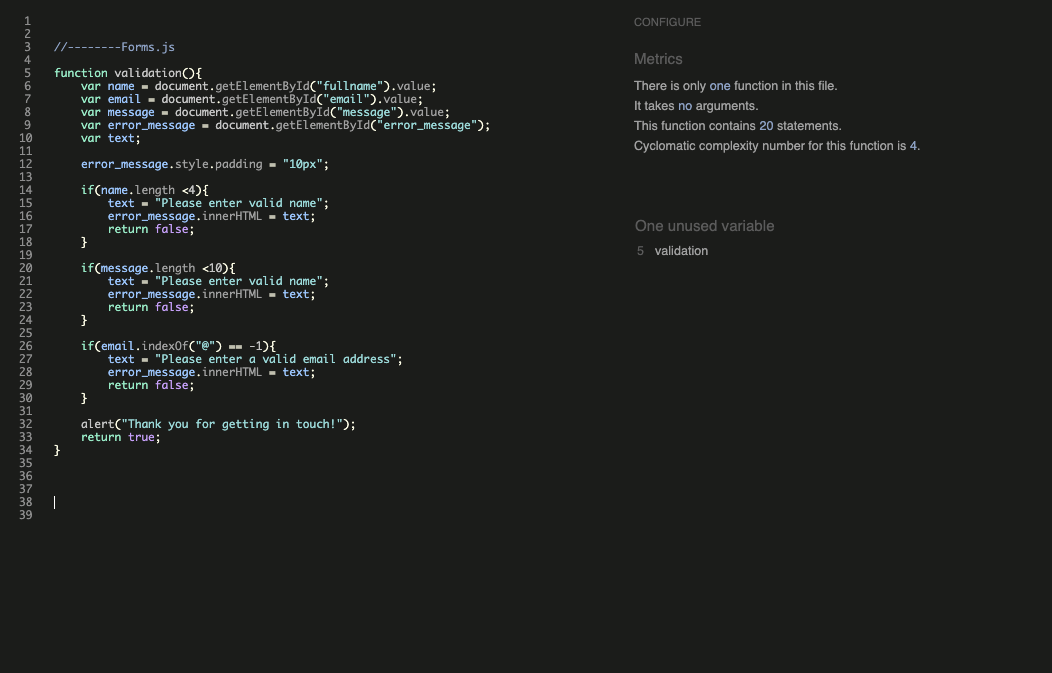 1
2
3 //--------Forms.js
4
5 function validation(){
6 var name = document.getElementById("fullname").value;
7 var email = document.getElementById("email").value;
8 var message = document.getElementById("message").value;
9 var error_message = document.getElementById("error_message");
10 var text;
11
12 error_message.style.padding = "10px";
13
14 if(name.length <4){
15 text = "Please enter valid name";
16 error_message.innerHTML = text;
17 return false;
18 }
19
20 if(message.length <10){
21 text = "Please enter valid name";
22 error_message.innerHTML = text;
23 return false;
24 }
25
26 if(email.indexOf("@") == -1){
27 text = "Please enter a valid email address";
28 error_message.innerHTML = text;
29 return false;
30 }
31
32 alert("Thank you for getting in touch!");
33 return true;
34 }
35
36
37
38
39
CONFIGURE
Metrics
There is only one function in this file.
It takes no arguments.
This function contains 20 statements.
Cyclomatic complexity number for this function is 4.
One unused variable
5 validation